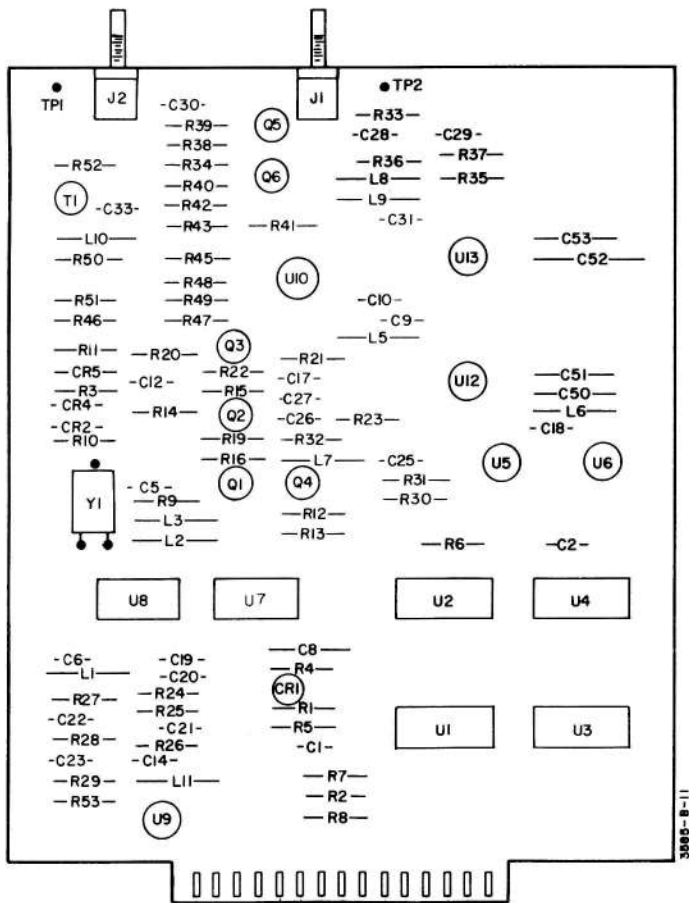 J2 J1
TP1 TP2
-C30- Q5 R33
R39 -C28- -C29-
R38 R37
R52 R34 Q6 R36
R40 L8 R35
T1 -C33- R42 L9
R43 R41 -C31-
L10 C53
R50 R45 U13 C52
R48 U10
R51 R49 -C10-
R46 R47 -C9-
Q3 L5
R11 R20 R21
CR5 R22 -C17- U12 C51
R3 -C12- R15 -C27- C50
-CR4- R14 Q2 -C26- R23 L6
-CR2- -C18-
R10 R19 R32
R16 L7 -C25- U5 U6
Y1 -C5- Q1 Q4 R31
R9 R30
L3 R12
L2 R13 R6 -C2-
U8 U7 U2 U4
-C6- -C19- C8
L1 -C20- R4
R27 R24 CR1
-C22- R25 R1
R28 -C21- R5 U1 U3
R26 -C1-
-C23- -C14-
R29 L11 R7
R53 R2
U9 R8
3885-B-11